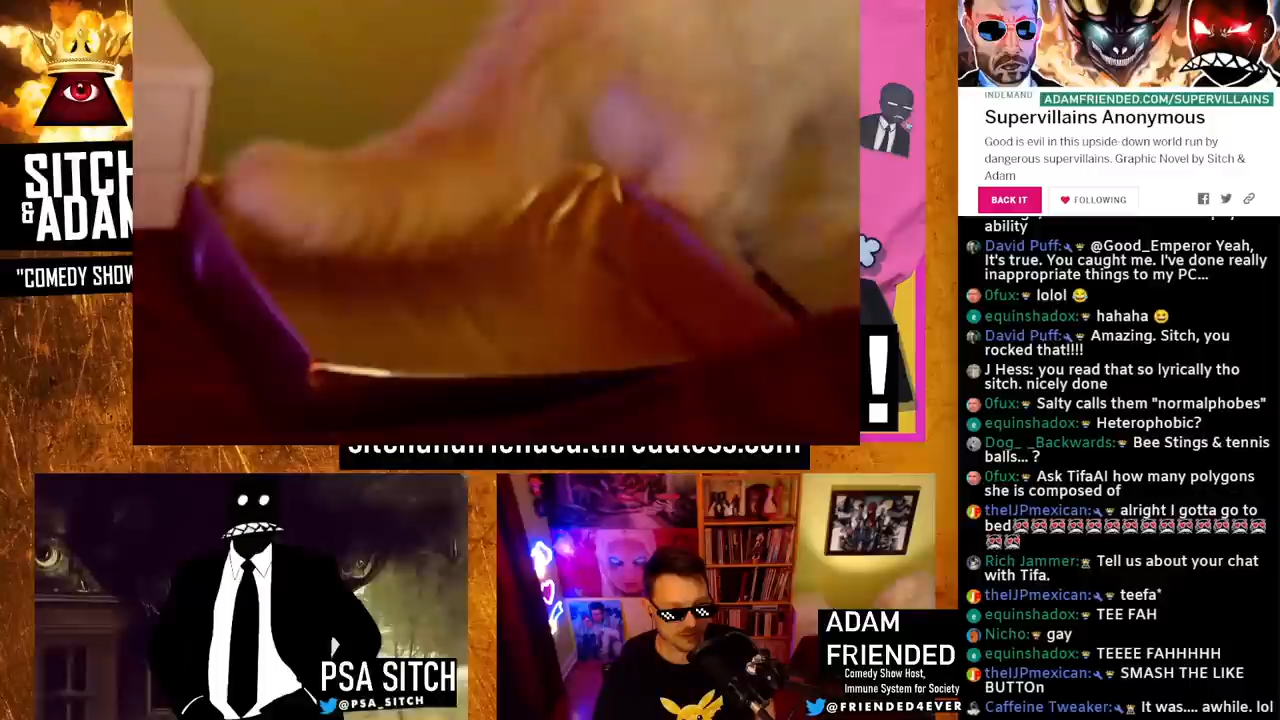 SITCH
& ADAM
"COMEDY SHOW
!
PSA SITCH
@PSA_SITCH
ADAM
FRIENDED
Comedy Show Host,
Immune System for Society
@FRIENDED4EVER
INDEMAND
ADAMFRIENDED.COM/SUPERVILLAINS
Supervillains Anonymous
Good is evil in this upside-down world run by
dangerous supervillains. Graphic Novel by Sitch &
Adam
BACK IT
FOLLOWING
ability
David Puff: @Good_Emperor Yeah,
It's true. You caught me. I've done really
inappropriate things to my PC...
0fux: lolol 😂
equinshadox: hahaha 😆
David Puff: Amazing. Sitch, you
rocked that!!!!
J Hess: you read that so lyrically tho
sitch. nicely done
0fux: Salty calls them "normalphobes"
equinshadox: Heterophobic?
Dog_ _Backwards: Bee Stings & tennis
balls... ?
0fux: Ask TifaAI how many polygons
she is composed of
theIJPmexican: alright I gotta go to
bed
Rich Jammer: Tell us about your chat
with Tifa.
theIJPmexican: teefa*
equinshadox: TEE FAH
Nicho: gay
equinshadox: TEEEE FAHHHHH
theIJPmexican: SMASH THE LIKE
BUTTOn
Caffeine Tweaker: It was.... awhile. lol